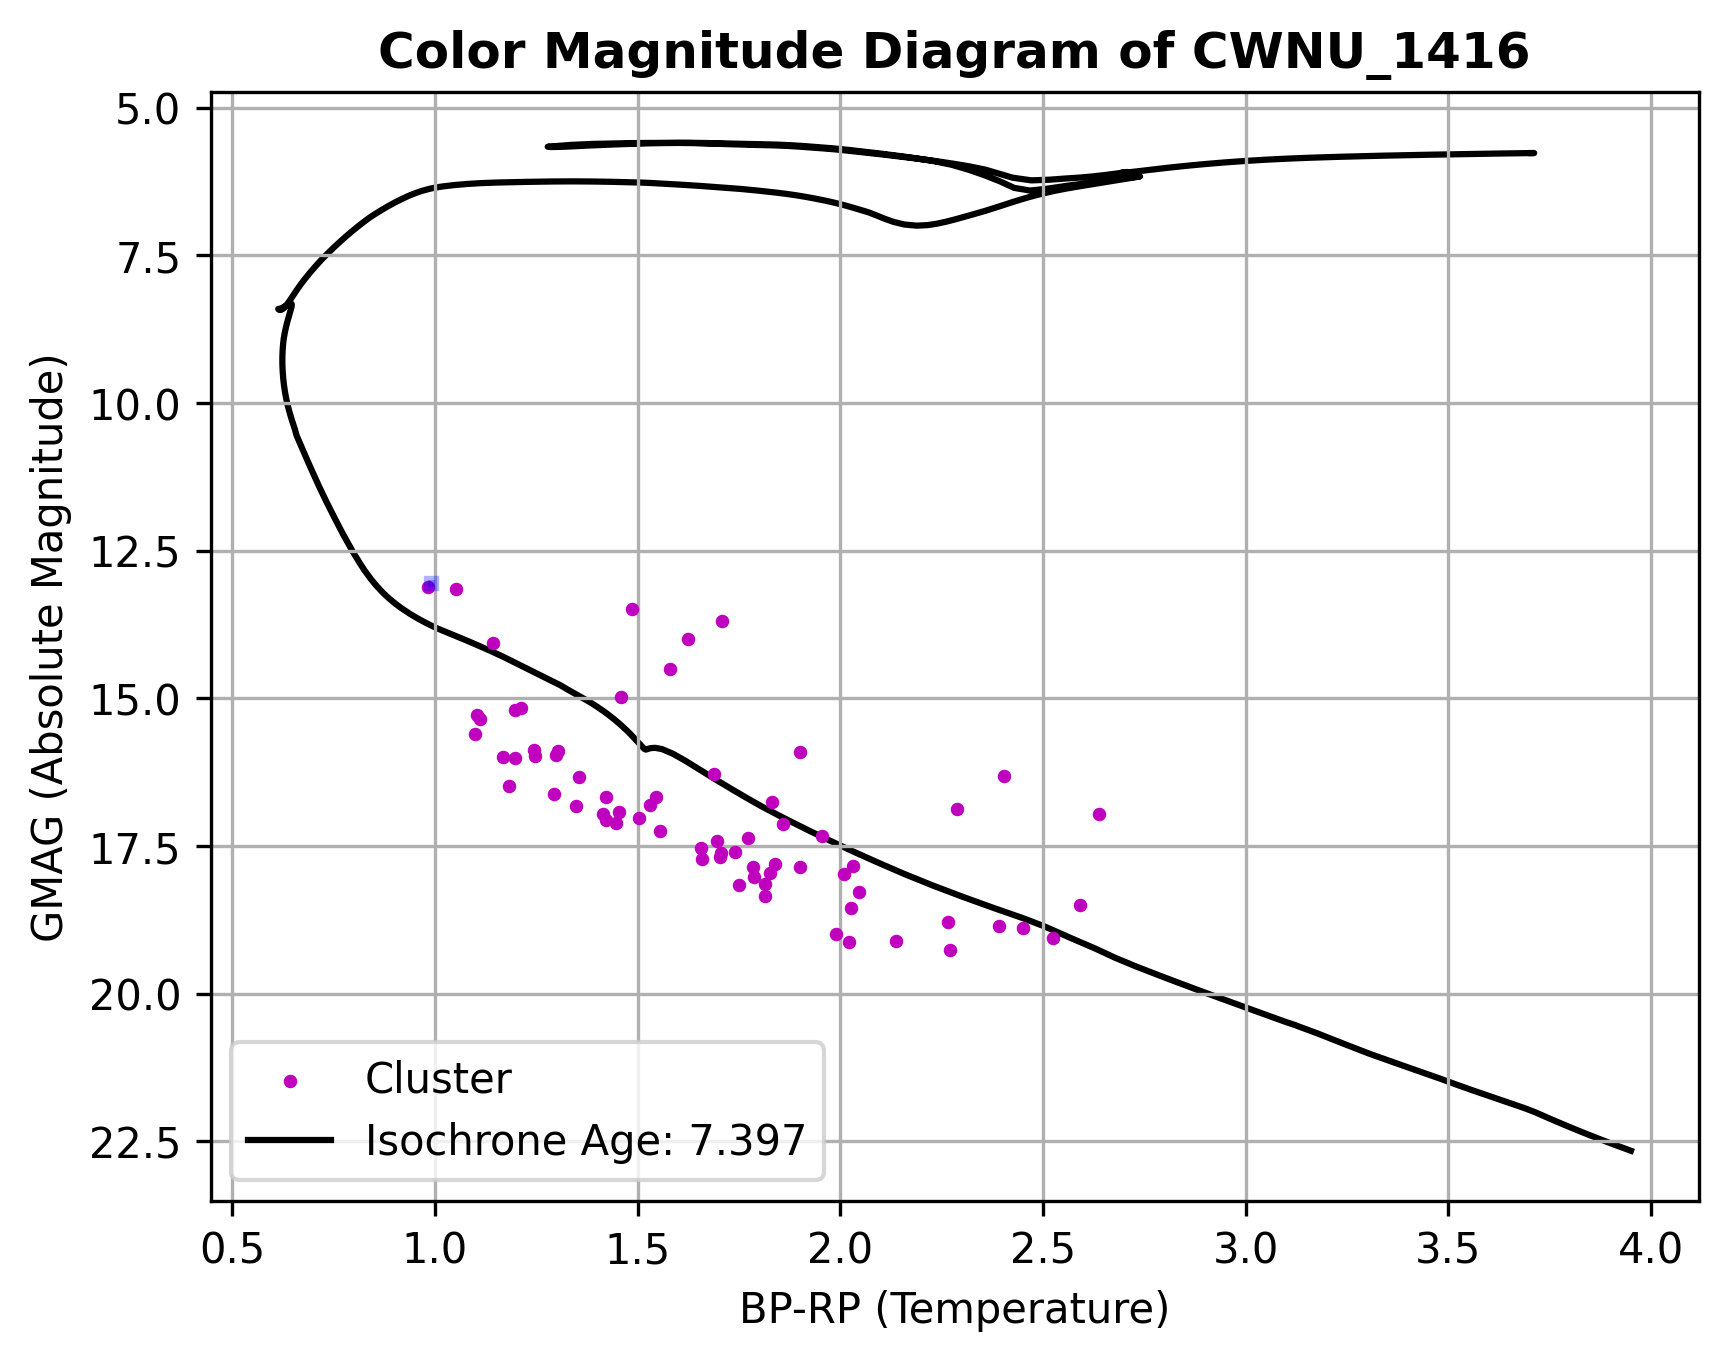 Color Magnitude Diagram of CWNU_1416
GMAG (Absolute Magnitude)
5.0
7.5
10.0
12.5
15.0
17.5
20.0
22.5
Cluster
Isochrone Age: 7.397
0.5 1.0 1.5 2.0 2.5 3.0 3.5 4.0
BP-RP (Temperature)